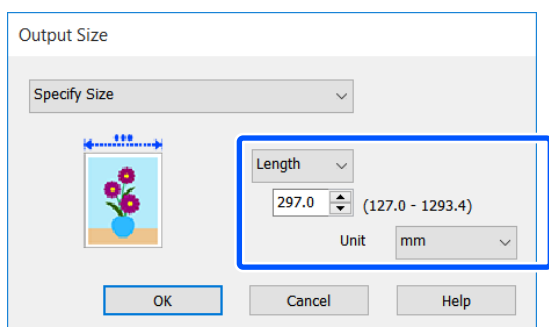 Output Size
Specify Size
Length
297.0 (127.0 - 1293.4)
Unit mm
OK Cancel Help